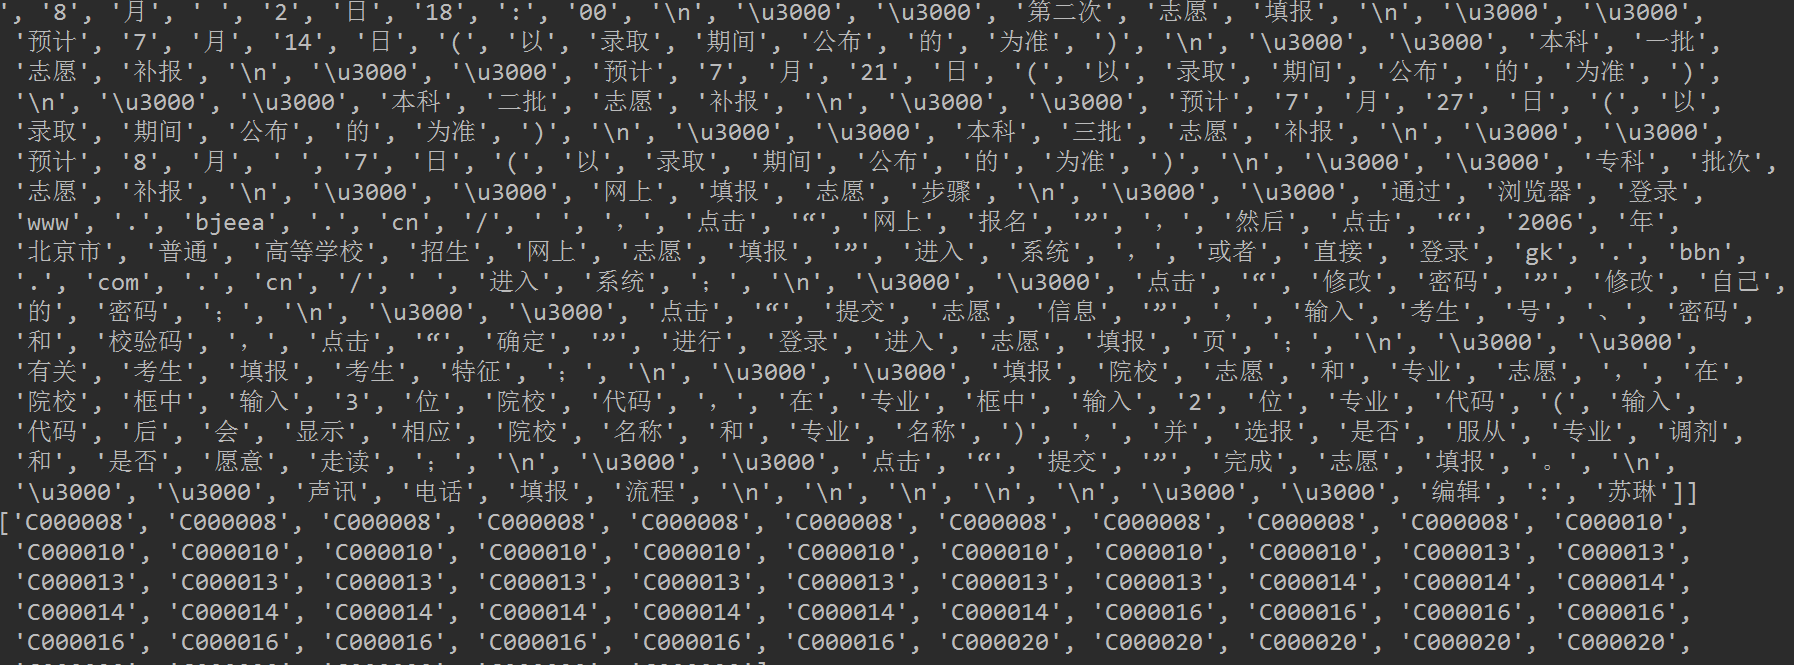 ', '8', '月', ' ', '2', '日', '18', ':', '00', '\n', '\u3000', '\u3000', '第二次', '志愿', '填报', '\n', '\u3000', '\u3000',
'预计', '7', '月', '14', '日', '(', '以', '录取', '期间', '公布', '的', '为准', ')', '\n', '\u3000', '\u3000', '本科', '一批',
'志愿', '补报', '\n', '\u3000', '\u3000', '预计', '7', '月', '21', '日', '(', '以', '录取', '期间', '公布', '的', '为准', ')',
'\n', '\u3000', '\u3000', '本科', '二批', '志愿', '补报', '\n', '\u3000', '\u3000', '预计', '7', '月', '27', '日', '(', '以',
'录取', '期间', '公布', '的', '为准', ')', '\n', '\u3000', '\u3000', '本科', '三批', '志愿', '补报', '\n', '\u3000', '\u3000',
'预计', '8', '月', ' ', '7', '日', '(', '以', '录取', '期间', '公布', '的', '为准', ')', '\n', '\u3000', '\u3000', '专科', '批次',
'志愿', '补报', '\n', '\u3000', '\u3000', '网上', '填报', '志愿', '步骤', '\n', '\u3000', '\u3000', '通过', '浏览器', '登录',
'www', '.', 'bjeea', '.', 'cn', '/', ' ', '，', '点击', '“', '网上', '报名', '”', '，', '然后', '点击', '“', '2006', '年',
'北京市', '普通', '高等学校', '招生', '网上', '志愿', '填报', '”', '进入', '系统', '，', '或者', '直接', '登录', 'gk', '.', 'bbn',
'.', 'com', '.', 'cn', '/', ' ', '进入', '系统', '；', '\n', '\u3000', '\u3000', '点击', '“', '修改', '密码', '”', '修改', '自己',
'的', '密码', '；', '\n', '\u3000', '\u3000', '点击', '“', '提交', '志愿', '信息', '”', '，', '输入', '考生', '号', '、', '密码',
'和', '校验码', '，', '点击', '“', '确定', '”', '进行', '登录', '进入', '志愿', '填报', '页', '；', '\n', '\u3000', '\u3000',
'有关', '考生', '填报', '考生', '特征', '；', '\n', '\u3000', '\u3000', '填报', '院校', '志愿', '和', '专业', '志愿', '，', '在',
'院校', '框中', '输入', '3', '位', '院校', '代码', '，', '在', '专业', '框中', '输入', '2', '位', '专业', '代码', '(', '输入',
'代码', '后', '会', '显示', '相应', '院校', '名称', '和', '专业', '名称', ')', '，', '并', '选报', '是否', '服从', '专业', '调剂',
'和', '是否', '愿意', '走读', '；', '\n', '\u3000', '\u3000', '点击', '“', '提交', '”', '完成', '志愿', '填报', '。', '\n',
'\u3000', '\u3000', '声讯', '电话', '填报', '流程', '\n', '\n', '\n', '\n', '\n', '\u3000', '\u3000', '编辑', ':', '苏琳']]
['C000008', 'C000008', 'C000008', 'C000008', 'C000008', 'C000008', 'C000008', 'C000008', 'C000008', 'C000008', 'C000010',
'C000010', 'C000010', 'C000010', 'C000010', 'C000010', 'C000010', 'C000010', 'C000010', 'C000010', 'C000013', 'C000013',
'C000013', 'C000013', 'C000013', 'C000013', 'C000013', 'C000013', 'C000013', 'C000013', 'C000014', 'C000014', 'C000014',
'C000014', 'C000014', 'C000014', 'C000014', 'C000014', 'C000014', 'C000014', 'C000016', 'C000016', 'C000016', 'C000016',
'C000016', 'C000016', 'C000016', 'C000016', 'C000016', 'C000016', 'C000020', 'C000020', 'C000020', 'C000020', 'C000020',